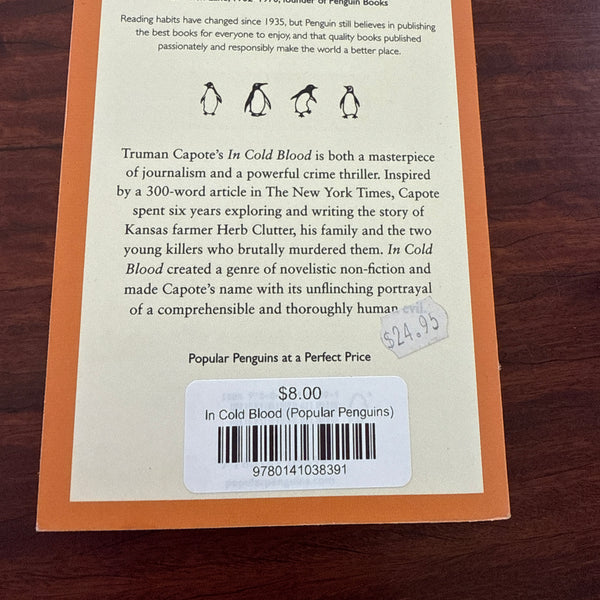 founder of Penguin Books
Reading habits have changed since 1935, but Penguin still believes in publishing
the best books for everyone to enjoy, and that quality books published
passionately and responsibly make the world a better place.
Truman Capote's In Cold Blood is both a masterpiece
of journalism and a powerful crime thriller. Inspired
by a 300-word article in The New York Times, Capote
spent six years exploring and writing the story of
Kansas farmer Herb Clutter, his family and the two
young killers who brutally murdered them. In Cold
Blood created a genre of novelistic non-fiction and
made Capote's name with its unflinching portrayal
of a comprehensible and thoroughly human evil.
$24.95
Popular Penguins at a Perfect Price
$8.00
In Cold Blood (Popular Penguins)
9780141038391
popularpenguins.com